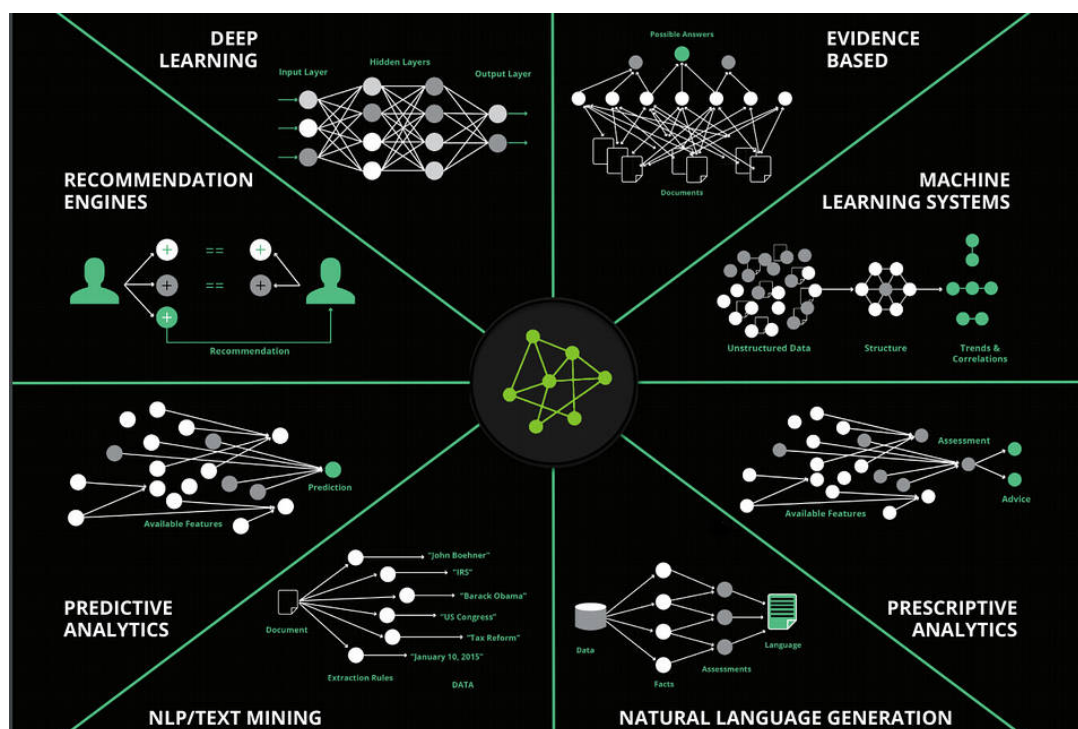 DEEP
LEARNING
Input Layer
Hidden Layers
Output Layer
Possible Answers
Documents
EVIDENCE
BASED
RECOMMENDATION
ENGINES
==
==
Recommendation
MACHINE
LEARNING SYSTEMS
Unstructured Data
Structure
Trends &
Correlations
Prediction
Available Features
PREDICTIVE
ANALYTICS
Document
"John Boehner"
"IRS"
"Barack Obama"
"US Congress"
"Tax Reform"
"January 10, 2015"
Extraction Rules
DATA
NLP/TEXT MINING
Data
Facts
Assessments
Language
NATURAL LANGUAGE GENERATION
Assessment
Advice
Available Features
PRESCRIPTIVE
ANALYTICS